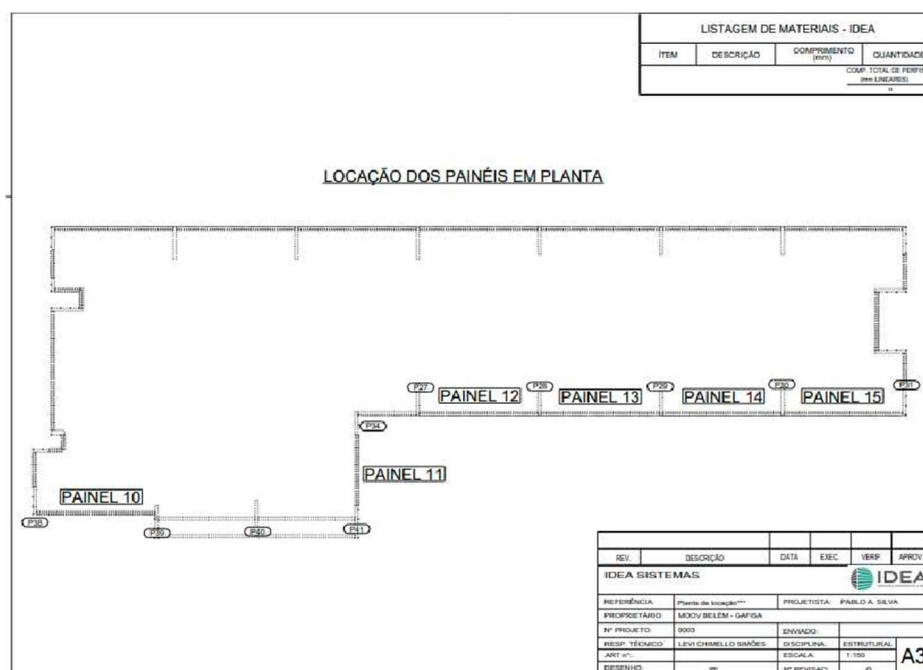 LISTAGEM DE MATERIAIS - IDEA
ÍTEM DESCRIÇÃO COMPRIMENTO (mm) QUANTIDADE
COMP. TOTAL DE PERFIS
(mm LINEARES)
LOCAÇÃO DOS PAINÉIS EM PLANTA
P27 PAINEL 12 P28 PAINEL 13 P29 PAINEL 14 P30 PAINEL 15 P31
P34
PAINEL 11
PAINEL 10
P38 P39 P40 P41
REV. DESCRIÇÃO DATA EXEC. VERIF. APROV.
IDEA SISTEMAS IDEA
REFERÊNCIA: Planta de locação*** PROJETISTA: PABLO A. SILVA
PROPRIETÁRIO: MOOV BELÉM - GAFISA
Nº PROJETO: 0003 ENVIADO:
RESP. TÉCNICO: LEVI CHIMELLO SIMÕES DISCIPLINA: ESTRUTURAL
ART nº: ESCALA: 1:150 A3
DESENHO: Nº REVISÃO: